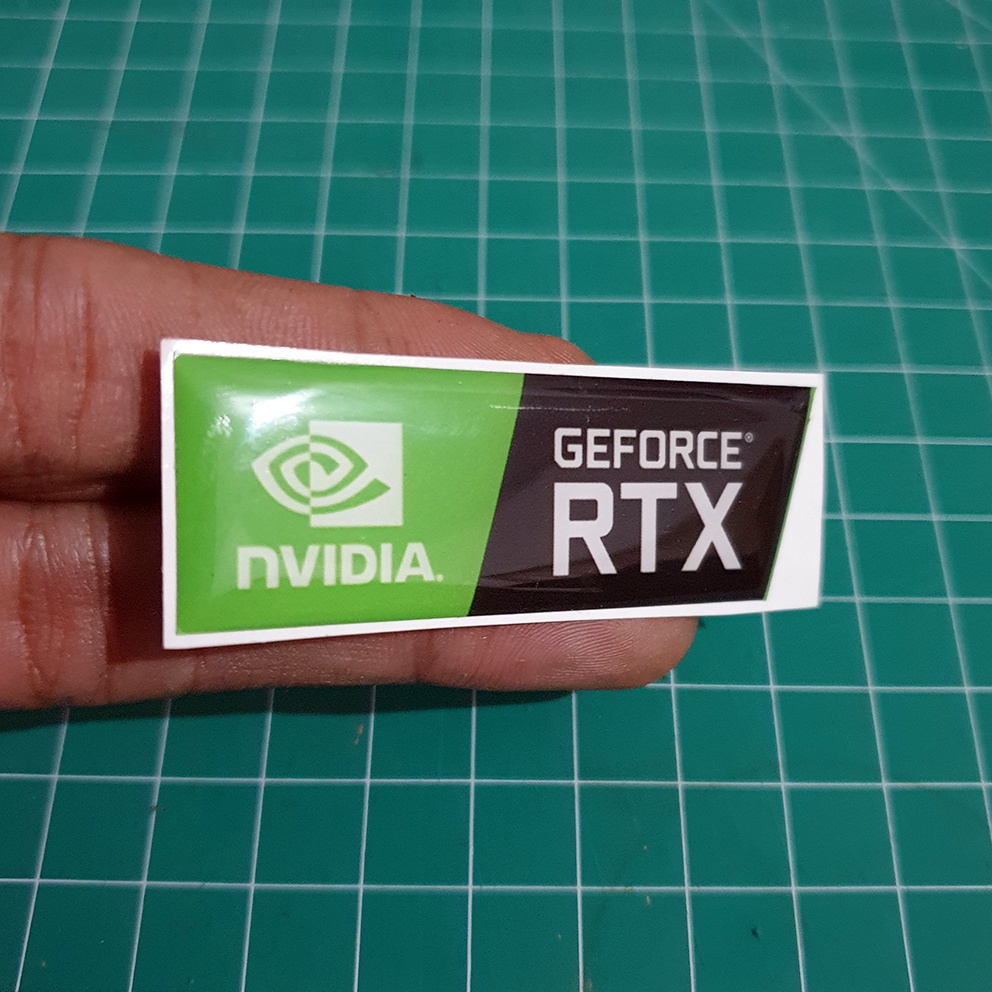 NVIDIA.
GEFORCE®
RTX